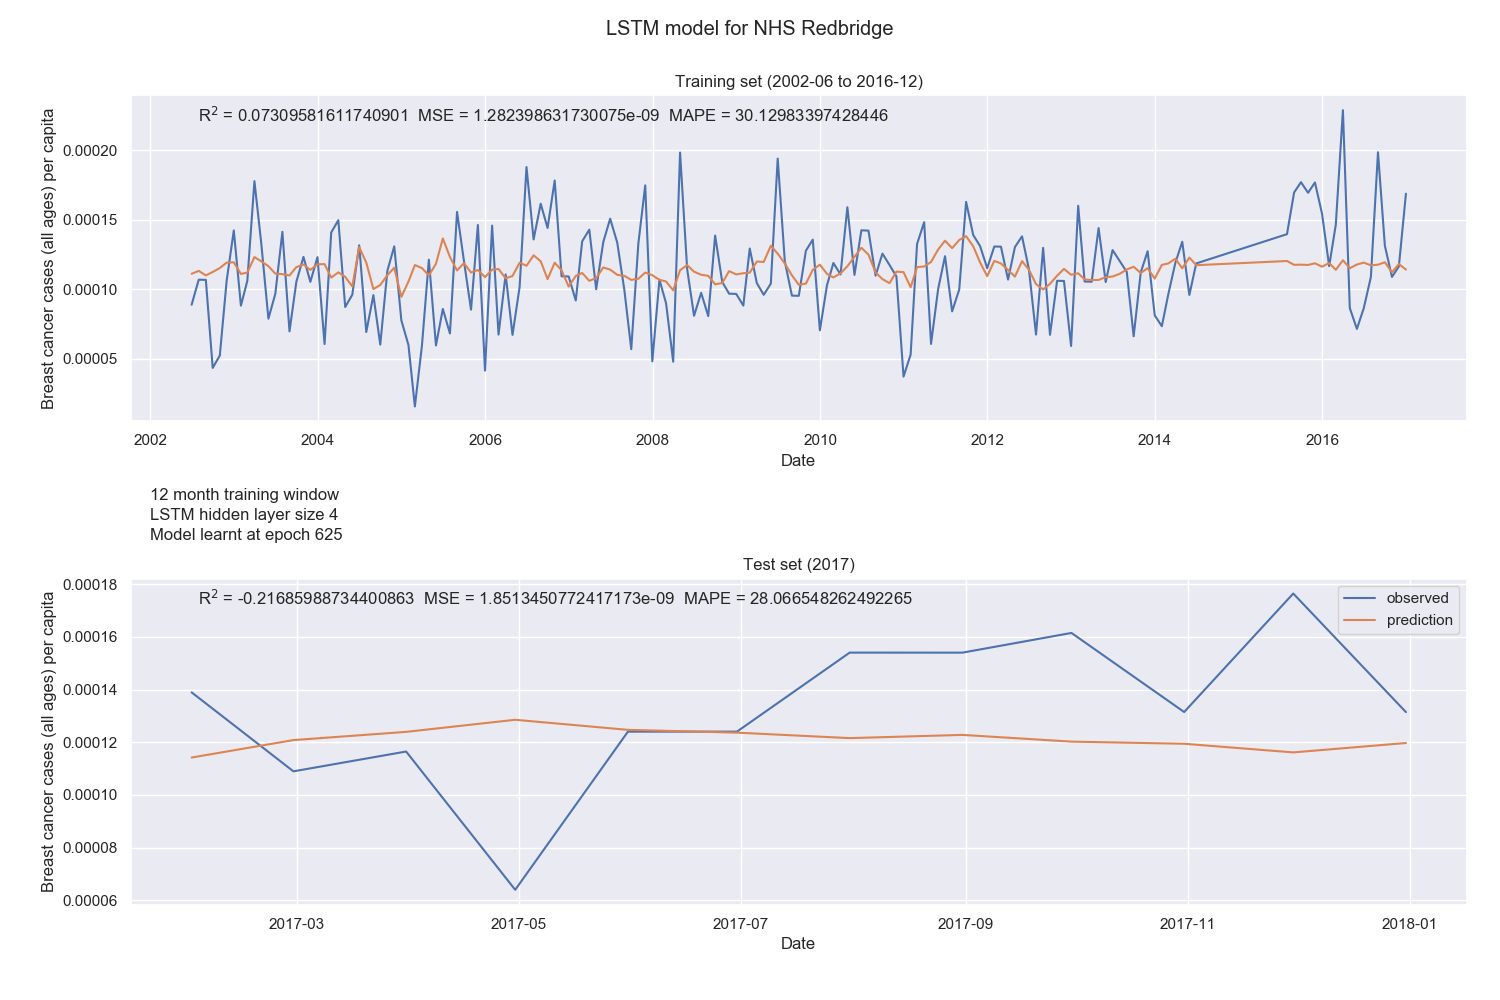 LSTM model for NHS Redbridge
Training set (2002-06 to 2016-12)
R² = 0.07309581611740901 MSE = 1.282398631730075e-09 MAPE = 30.12983397428446
Breast cancer cases (all ages) per capita
0.00020
0.00015
0.00010
0.00005
2002 2004 2006 2008 2010 2012 2014 2016
Date
12 month training window
LSTM hidden layer size 4
Model learnt at epoch 625
Test set (2017)
R² = -0.21685988734400863 MSE = 1.8513450772417173e-09 MAPE = 28.066548262492265
observed
prediction
Breast cancer cases (all ages) per capita
0.00018
0.00016
0.00014
0.00012
0.00010
0.00008
0.00006
2017-03 2017-05 2017-07 2017-09 2017-11 2018-01
Date